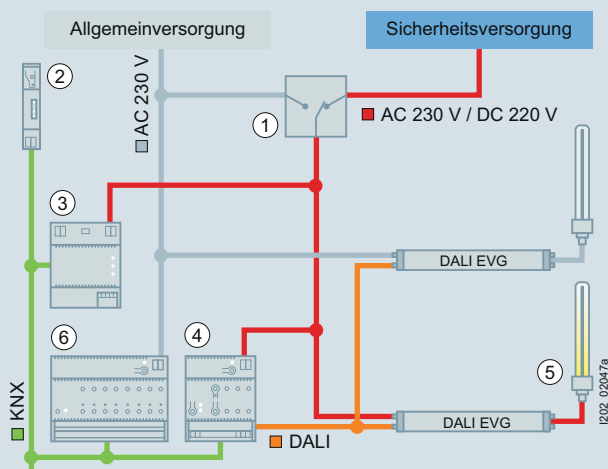 Allgemeinversorgung
Sicherheitsversorgung
AC 230 V
1
AC 230 V / DC 220 V
2
3
DALI EVG
6
4
5
DALI EVG
KNX
DALI
I202_02047a